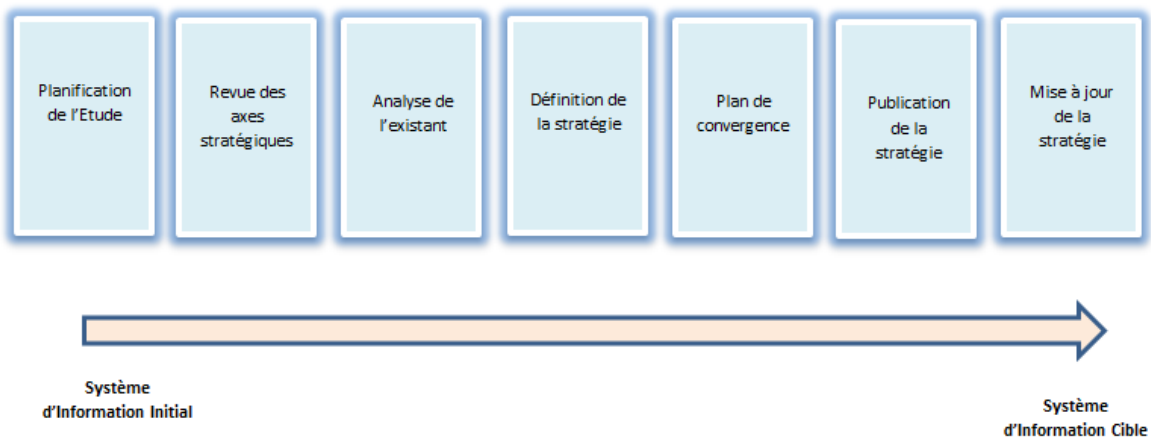 Planification
de l'Etude
Revue des
axes
stratégiques
Analyse de
l'existant
Définition de
la stratégie
Plan de
convergence
Publication
de la
stratégie
Mise à jour
de la
stratégie
Système
d'Information Initial
Système
d'Information Cible